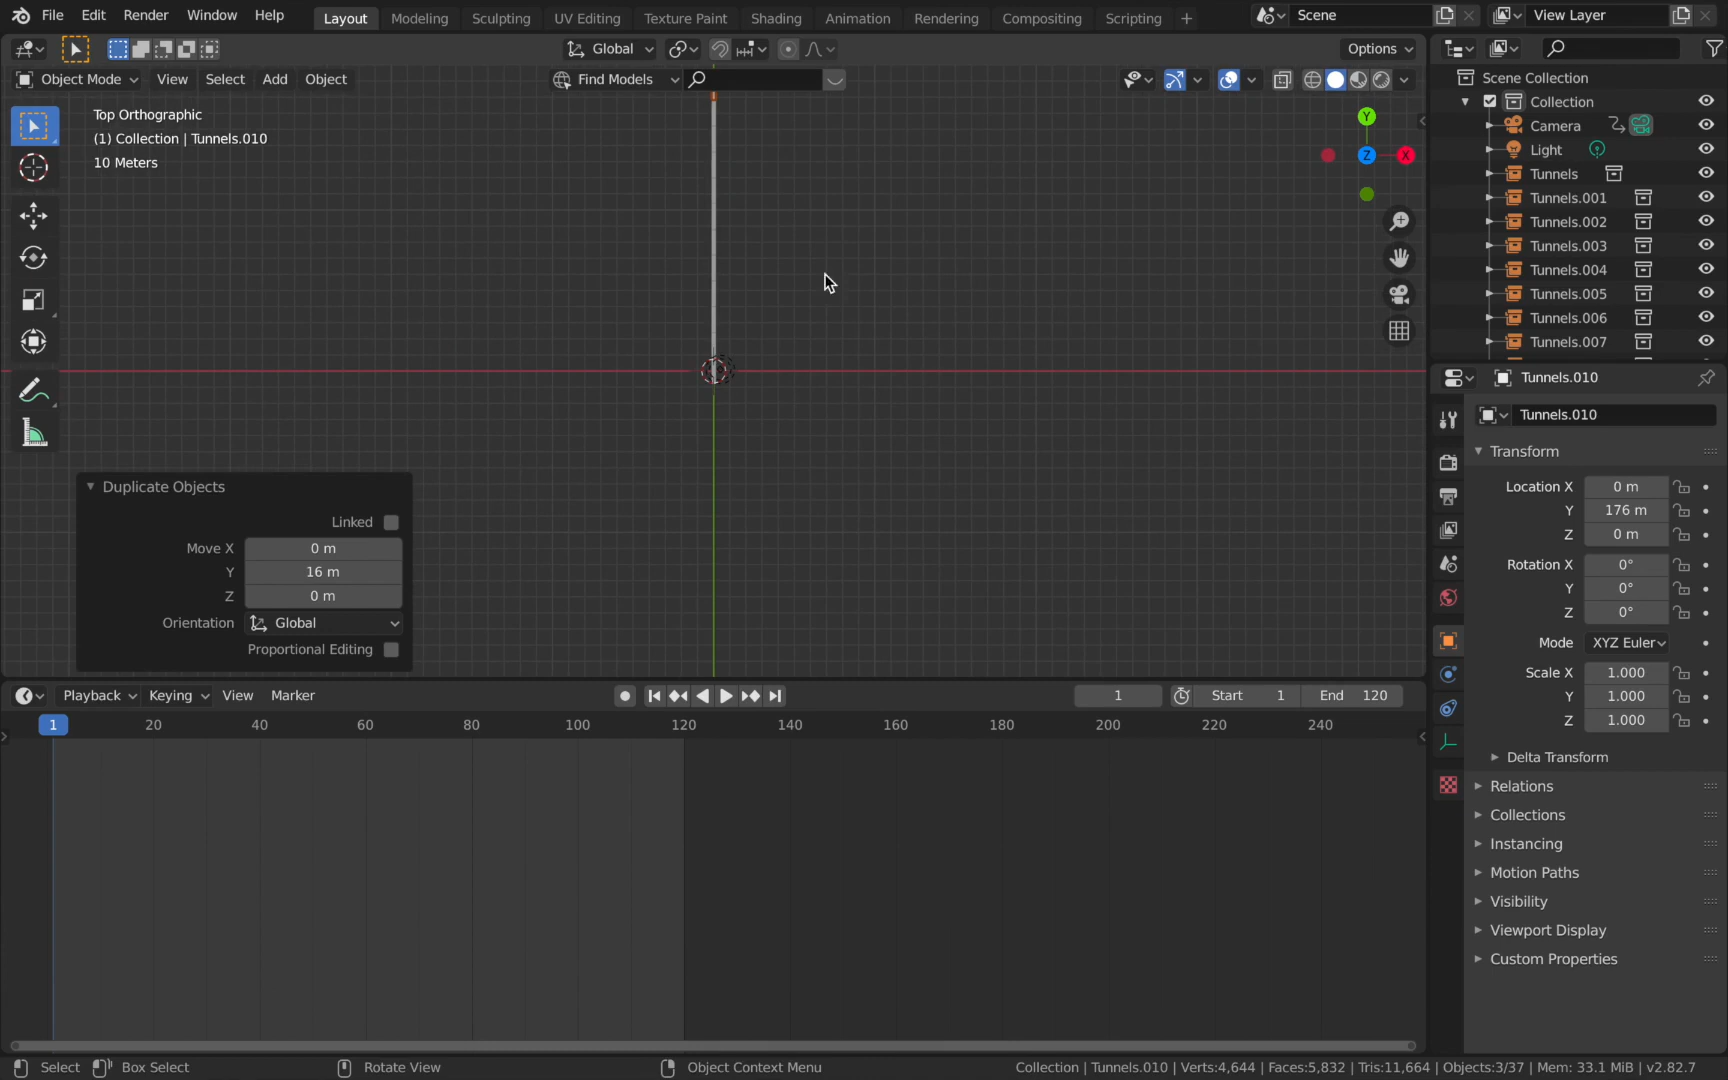 File Edit Render Window Help Layout Modeling Sculpting UV Editing Texture Paint Shading Animation Rendering Compositing Scripting + Scene View Layer
Global Options
Object Mode View Select Add Object Find Models
Top Orthographic
(1) Collection | Tunnels.010
10 Meters
Y
Z
X
Scene Collection
Collection
Camera
Light
Tunnels
Tunnels.001
Tunnels.002
Tunnels.003
Tunnels.004
Tunnels.005
Tunnels.006
Tunnels.007
Tunnels.010
Tunnels.010
Transform
Location X 0 m
Y 176 m
Z 0 m
Rotation X 0°
Y 0°
Z 0°
Mode XYZ Euler
Scale X 1.000
Y 1.000
Z 1.000
Delta Transform
Relations
Collections
Instancing
Motion Paths
Visibility
Viewport Display
Custom Properties
Duplicate Objects
Linked
Move X 0 m
Y 16 m
Z 0 m
Orientation Global
Proportional Editing
Playback Keying View Marker 1 Start 1 End 120
1 20 40 60 80 100 120 140 160 180 200 220 240
Select Box Select Rotate View Object Context Menu Collection | Tunnels.010 | Verts:4,644 | Faces:5,832 | Tris:11,664 | Objects:3/37 | Mem: 33.1 MiB | v2.82.7